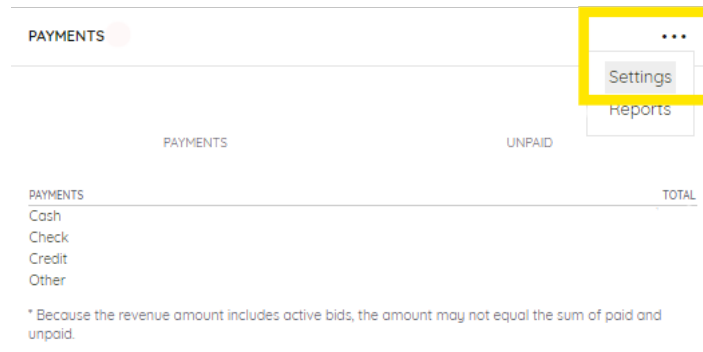 PAYMENTS
Settings
Reports
PAYMENTS UNPAID
PAYMENTS TOTAL
Cash
Check
Credit
Other
* Because the revenue amount includes active bids, the amount may not equal the sum of paid and
unpaid.